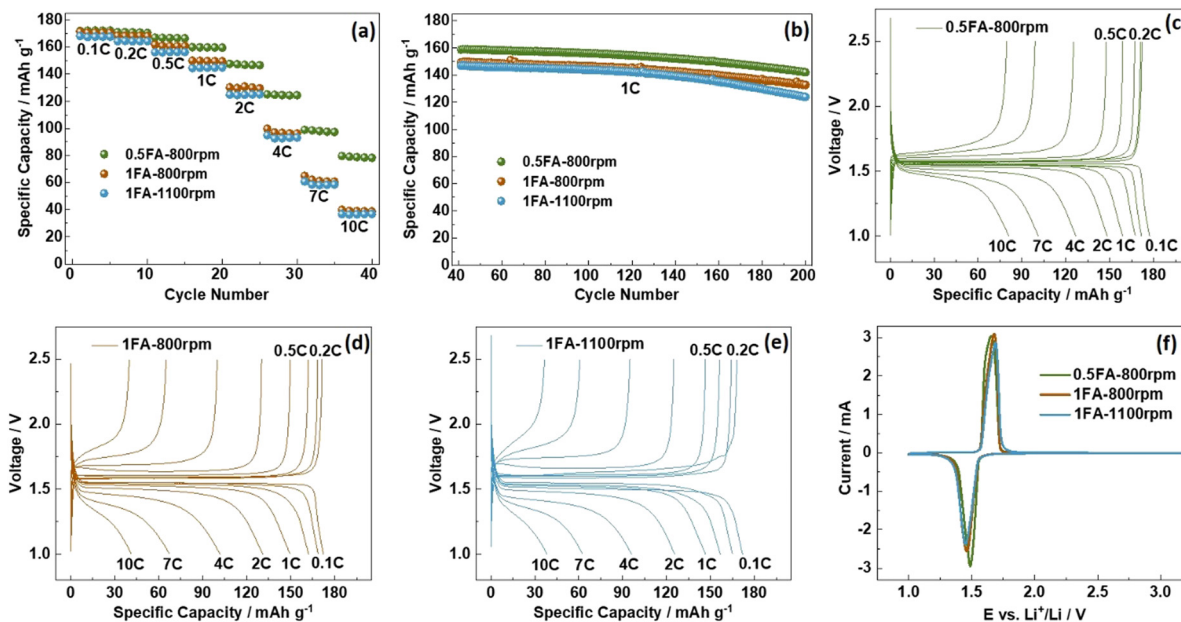 (a)
180
160
140
120
100
80
60
40
20
0
Specific Capacity / mAh g⁻¹
0.1C
0.2C
0.5C
1C
2C
4C
7C
10C
0.5FA-800rpm
1FA-800rpm
1FA-1100rpm
0 10 20 30 40
Cycle Number
(b)
180
160
140
120
100
80
60
40
20
0
Specific Capacity / mAh g⁻¹
1C
0.5FA-800rpm
1FA-800rpm
1FA-1100rpm
40 60 80 100 120 140 160 180 200
Cycle Number
(c)
0.5FA-800rpm
0.5C 0.2C
2.5
2.0
1.5
1.0
Voltage / V
10C 7C 4C 2C 1C 0.1C
0 30 60 90 120 150 180
Specific Capacity / mAh g⁻¹
(d)
1FA-800rpm
0.5C 0.2C
2.5
2.0
1.5
1.0
Voltage / V
10C 7C 4C 2C 1C 0.1C
0 30 60 90 120 150 180
Specific Capacity / mAh g⁻¹
(e)
1FA-1100rpm
0.5C 0.2C
2.5
2.0
1.5
1.0
Voltage / V
10C 7C 4C 2C 1C 0.1C
0 30 60 90 120 150 180
Specific Capacity / mAh g⁻¹
(f)
0.5FA-800rpm
1FA-800rpm
1FA-1100rpm
3
2
1
0
-1
-2
-3
Current / mA
1.0 1.5 2.0 2.5 3.0
E vs. Li⁺/Li / V